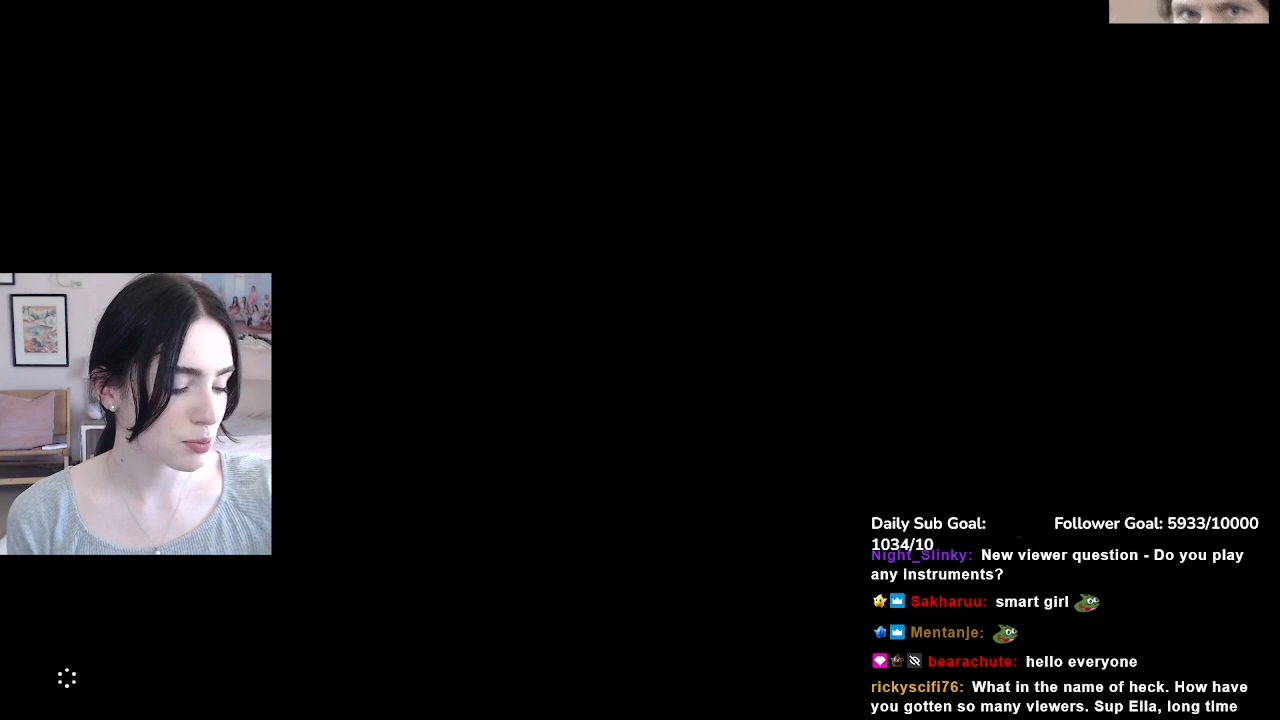 Daily Sub Goal:
1034/10
Follower Goal: 5933/10000
Night_Slinky: New viewer question - Do you play
any instruments?
Sakharuu: smart girl
Mentanje:
bearachute: hello everyone
rickyscifi76: What in the name of heck. How have
you gotten so many viewers. Sup Ella, long time